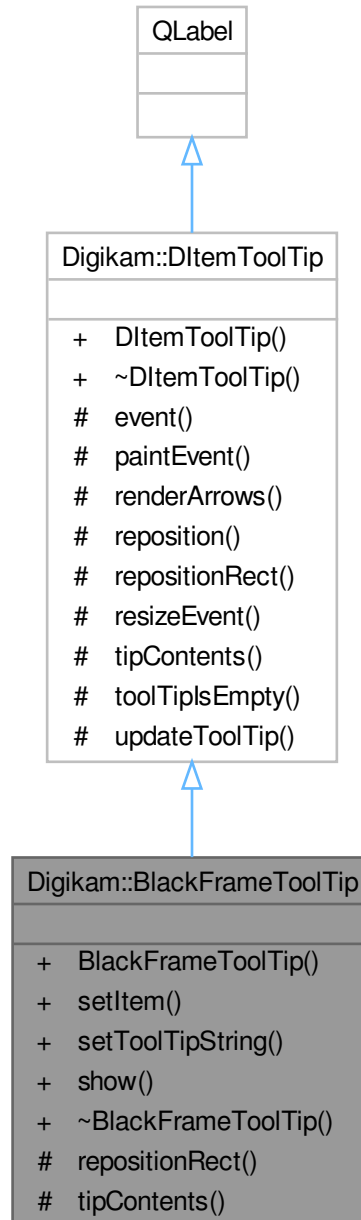 QLabel
Digikam::DItemToolTip
+ DItemToolTip()
+ ~DItemToolTip()
# event()
# paintEvent()
# renderArrows()
# reposition()
# repositionRect()
# resizeEvent()
# tipContents()
# toolTipIsEmpty()
# updateToolTip()
Digikam::BlackFrameToolTip
+ BlackFrameToolTip()
+ setItem()
+ setToolTipString()
+ show()
+ ~BlackFrameToolTip()
# repositionRect()
# tipContents()